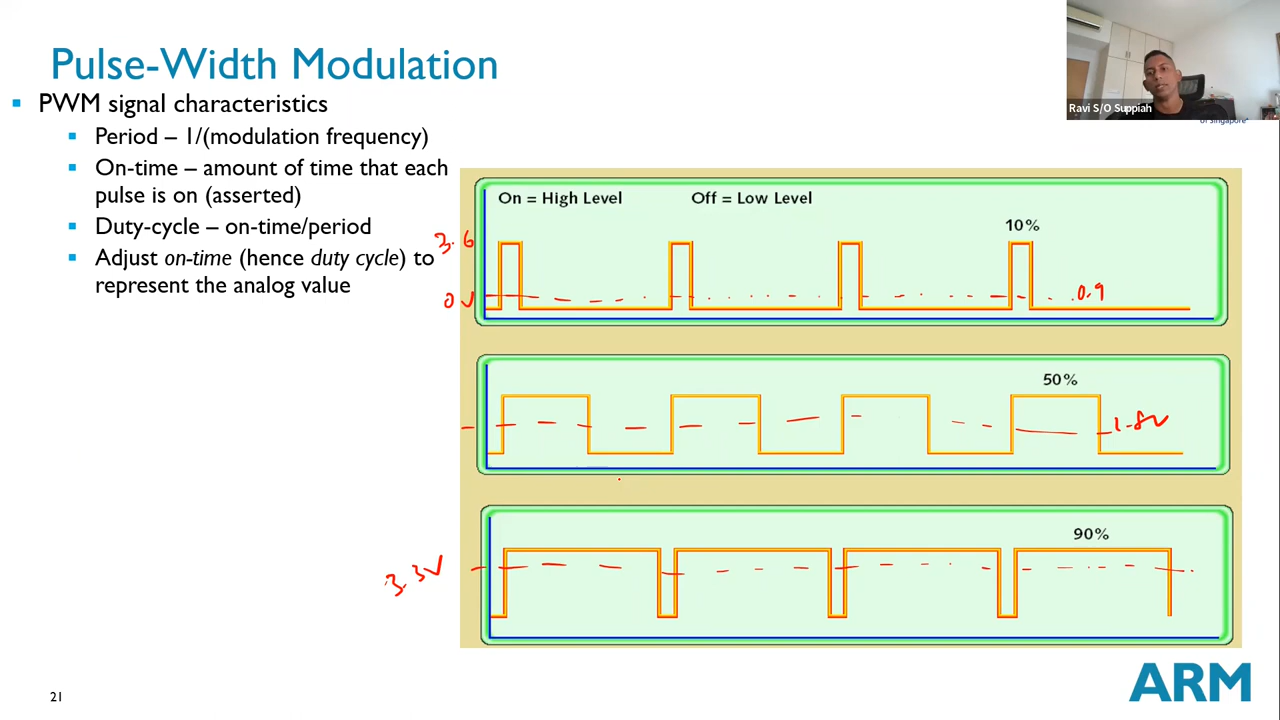 Pulse-Width Modulation
PWM signal characteristics
Period – 1/(modulation frequency)
On-time – amount of time that each
pulse is on (asserted)
Duty-cycle – on-time/period
Adjust on-time (hence duty cycle) to
represent the analog value
Ravi S/O Suppiah
of Singapore
On = High Level Off = Low Level
10%
3.6
0V
0.9
50%
1.8V
90%
3.3V
21
ARM